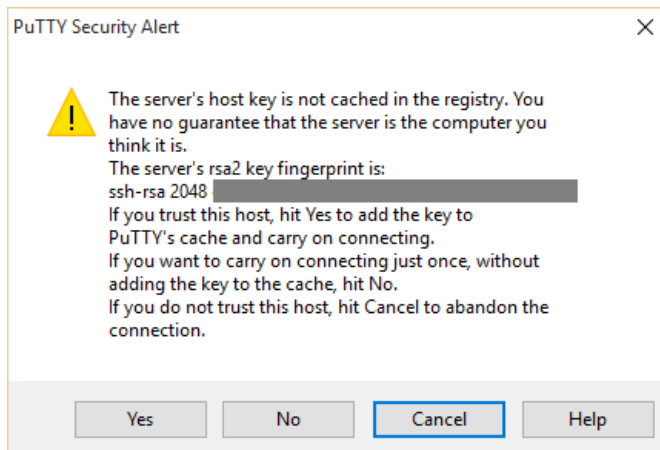 PuTTY Security Alert
The server's host key is not cached in the registry. You
have no guarantee that the server is the computer you
think it is.
The server's rsa2 key fingerprint is:
ssh-rsa 2048
If you trust this host, hit Yes to add the key to
PuTTY's cache and carry on connecting.
If you want to carry on connecting just once, without
adding the key to the cache, hit No.
If you do not trust this host, hit Cancel to abandon the
connection.
Yes No Cancel Help